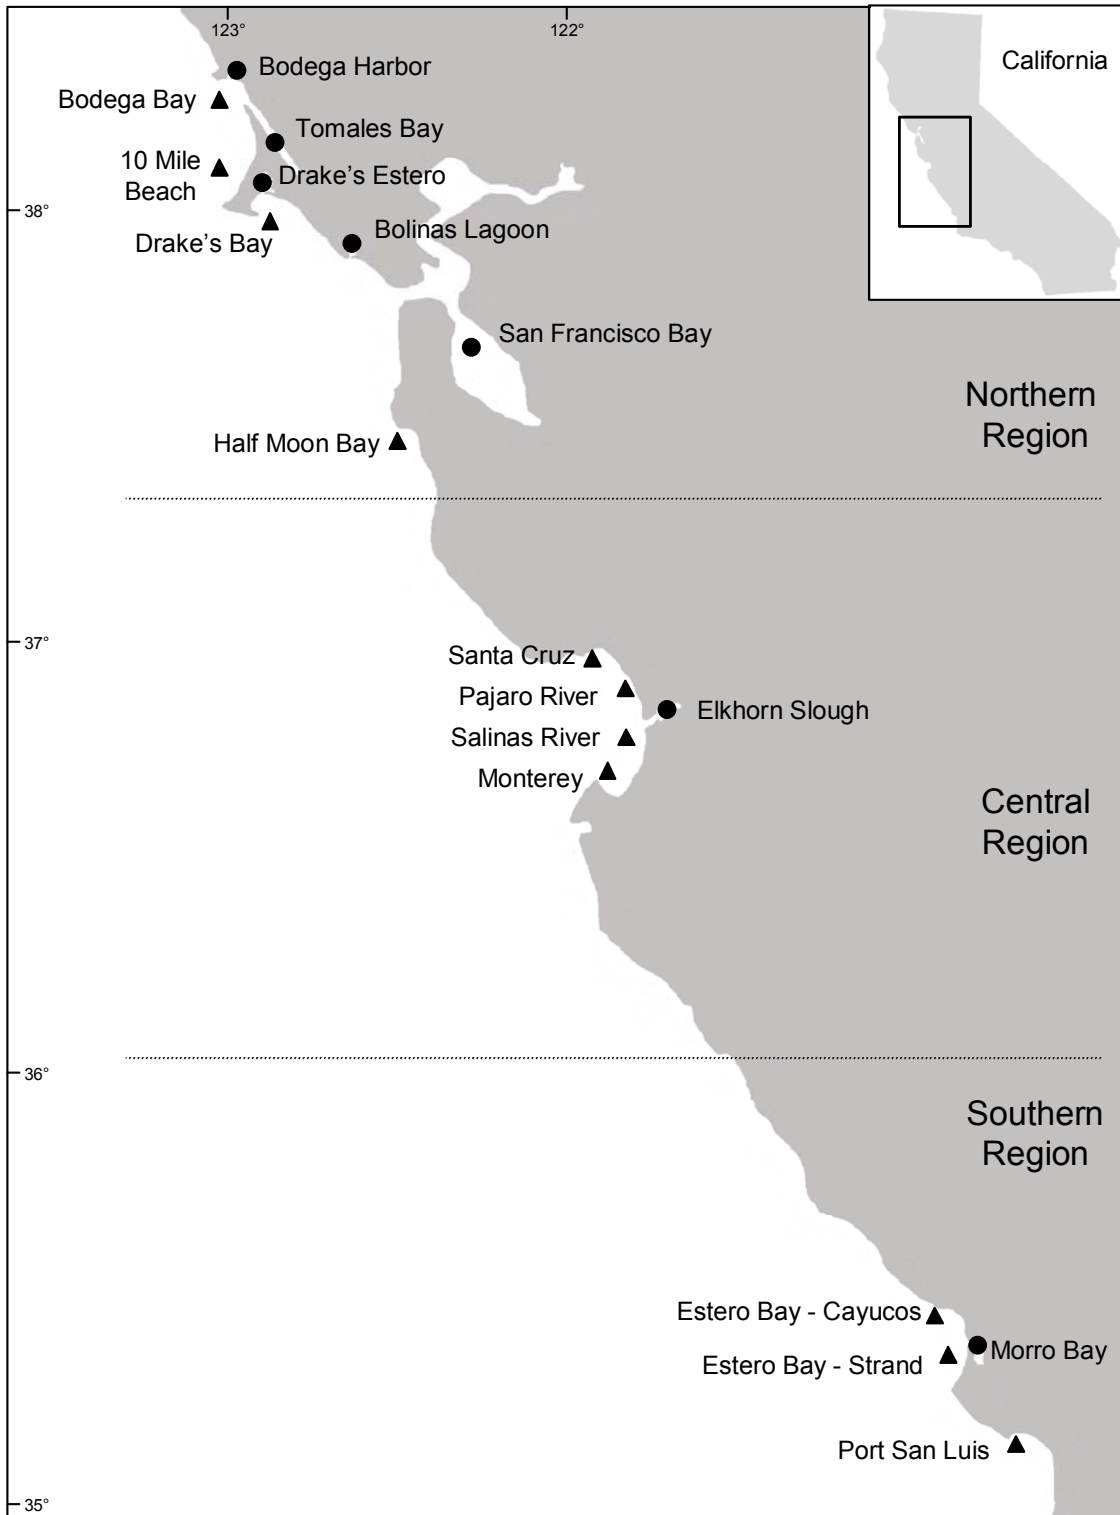 123°
122°
California
Bodega Harbor
Bodega Bay
Tomales Bay
10 Mile
Beach
Drake’s Estero
38°
Drake’s Bay
Bolinas Lagoon
San Francisco Bay
Northern
Region
Half Moon Bay
37°
Santa Cruz
Pajaro River
Elkhorn Slough
Salinas River
Monterey
Central
Region
36°
Southern
Region
Estero Bay - Cayucos
Morro Bay
Estero Bay - Strand
Port San Luis
35°